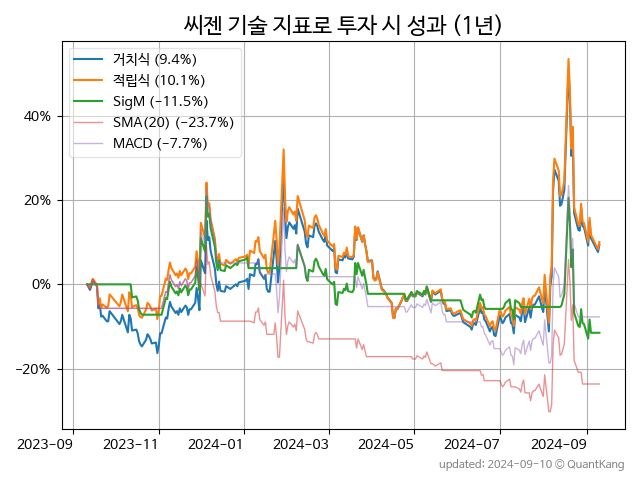 씨젠 기술 지표로 투자 시 성과 (1년)
거치식 (9.4%)
적립식 (10.1%)
SigM (−11.5%)
SMA(20) (−23.7%)
MACD (−7.7%)
40%
20%
0%
−20%
2023-09 2023-11 2024-01 2024-03 2024-05 2024-07 2024-09
updated: 2024-09-10 © QuantKang